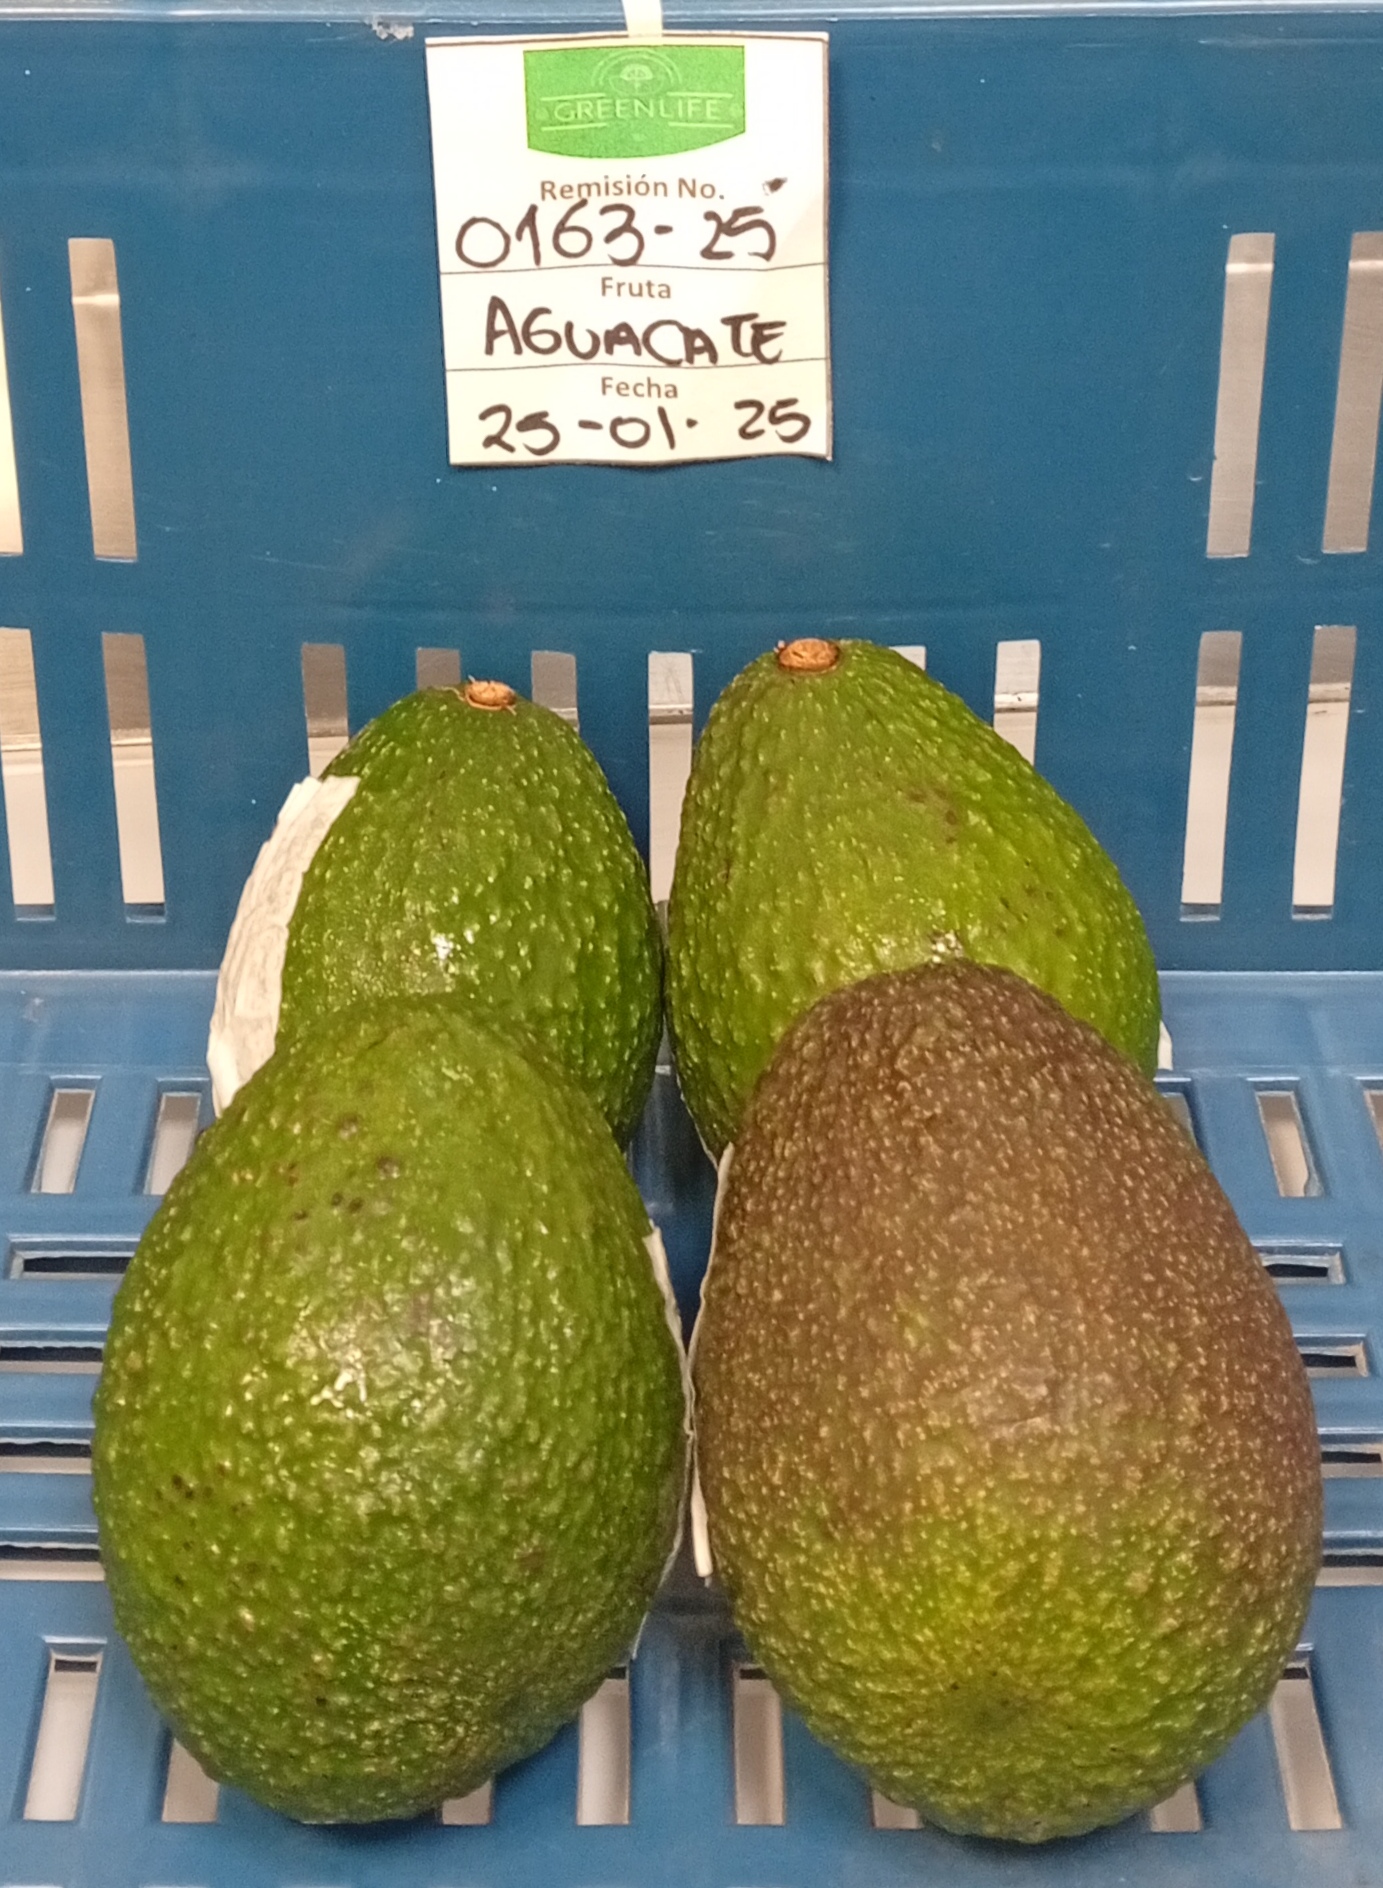 GREENLIFE
Remisión No.
0163-25
Fruta
AGUACATE
Fecha
25-01-25